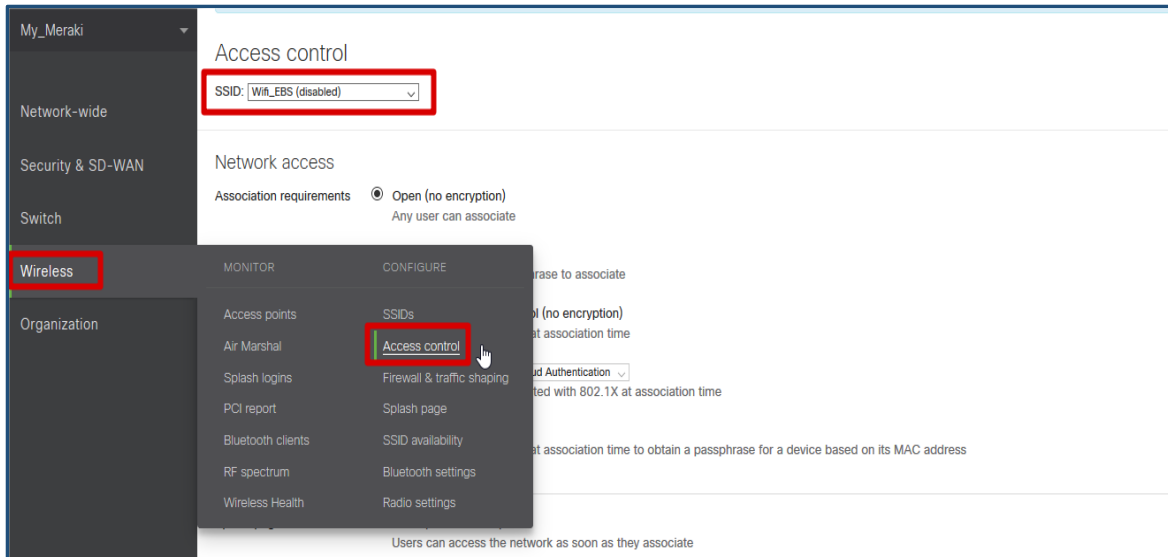 My_Meraki
Network-wide
Security & SD-WAN
Switch
Wireless
Organization
Access control
SSID: Wifi_EBS (disabled)
Network access
Association requirements Open (no encryption)
Any user can associate
MONITOR CONFIGURE
Access points SSIDs
Air Marshal Access control
Splash logins Firewall & traffic shaping
PCI report Splash page
Bluetooth clients SSID availability
RF spectrum Bluetooth settings
Wireless Health Radio settings
to associate
(no encryption)
at association time
Authentication
with 802.1X at association time
at association time to obtain a passphrase for a device based on its MAC address
Users can access the network as soon as they associate